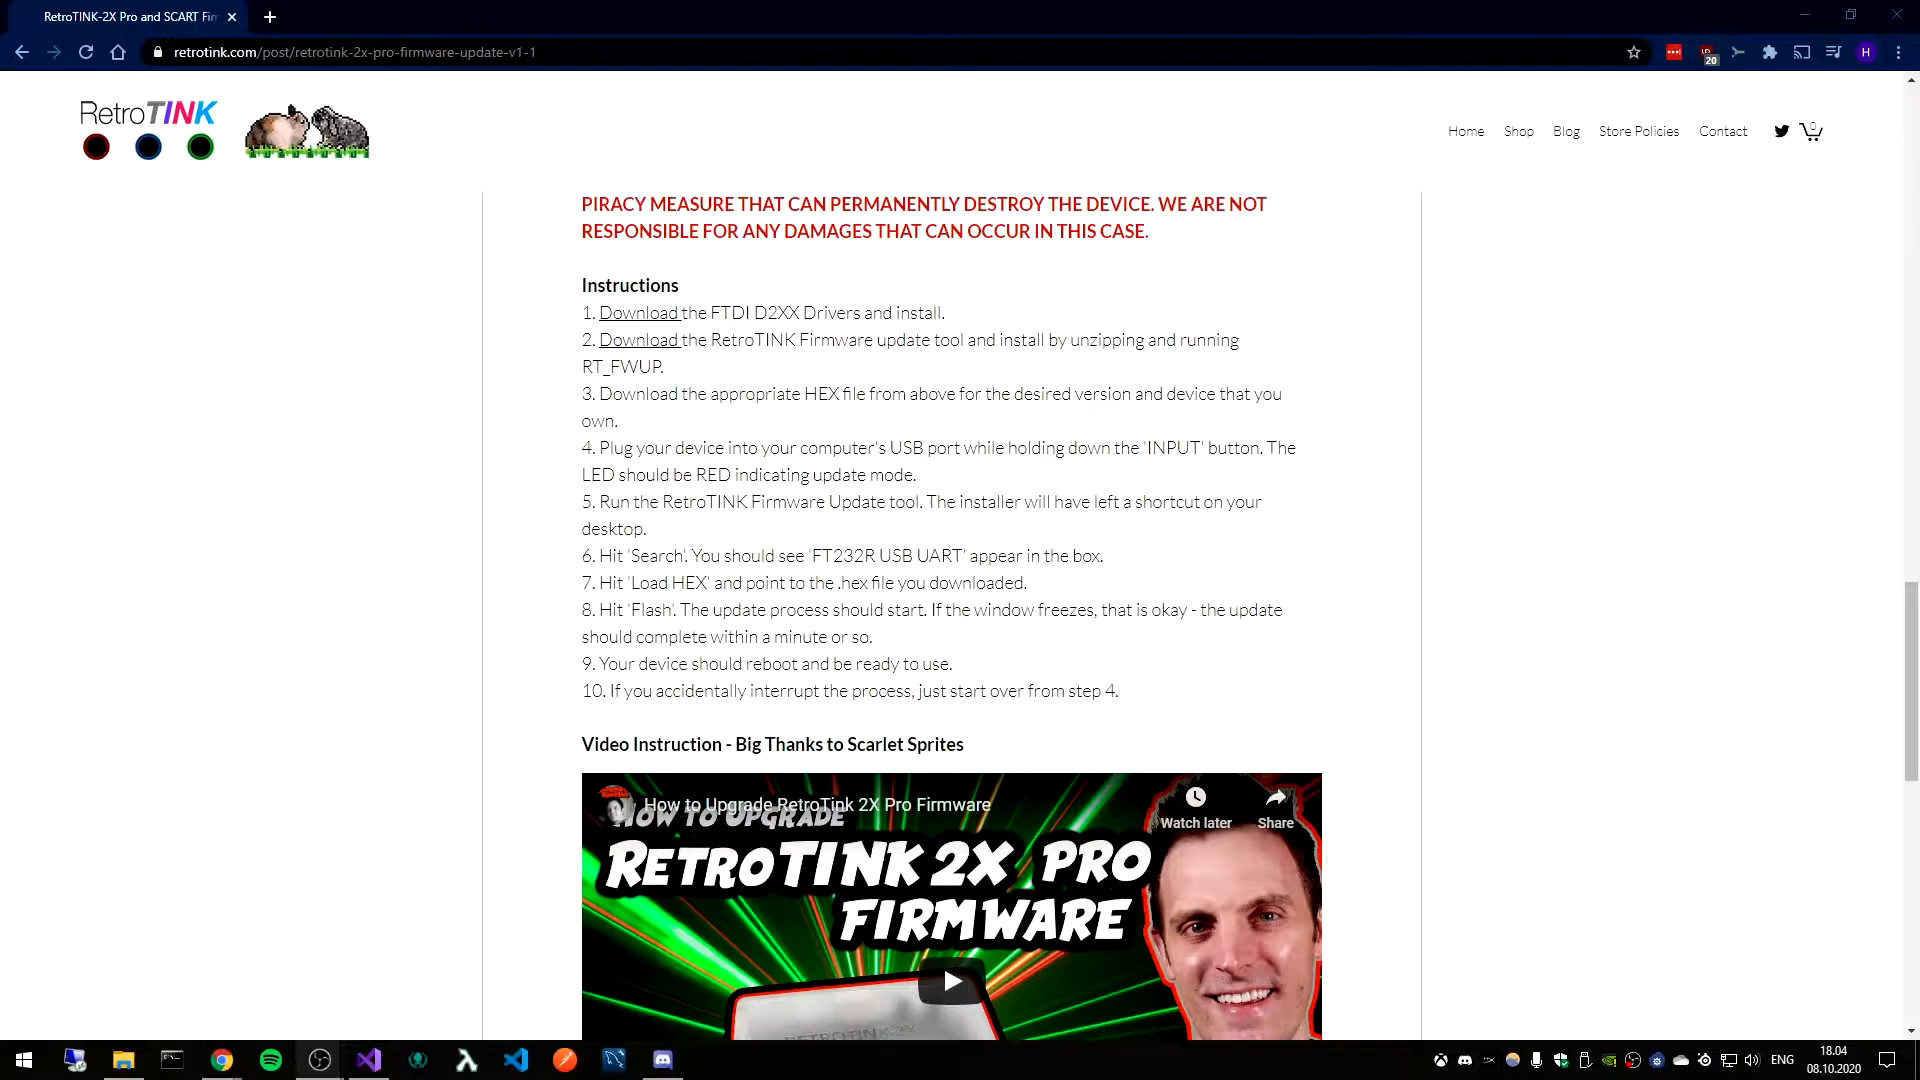 RetroTINK-2X Pro and SCART Fir
retrotink.com/post/retrotink-2x-pro-firmware-update-v1-1
20
H
RetroTINK
Home
Shop
Blog
Store Policies
Contact
0
PIRACY MEASURE THAT CAN PERMANENTLY DESTROY THE DEVICE. WE ARE NOT
RESPONSIBLE FOR ANY DAMAGES THAT CAN OCCUR IN THIS CASE.
Instructions
1. Download the FTDI D2XX Drivers and install.
2. Download the RetroTINK Firmware update tool and install by unzipping and running
RT_FWUP.
3. Download the appropriate HEX file from above for the desired version and device that you
own.
4. Plug your device into your computer's USB port while holding down the 'INPUT' button. The
LED should be RED indicating update mode.
5. Run the RetroTINK Firmware Update tool. The installer will have left a shortcut on your
desktop.
6. Hit 'Search'. You should see 'FT232R USB UART' appear in the box.
7. Hit 'Load HEX' and point to the .hex file you downloaded.
8. Hit 'Flash'. The update process should start. If the window freezes, that is okay - the update
should complete within a minute or so.
9. Your device should reboot and be ready to use.
10. If you accidentally interrupt the process, just start over from step 4.
Video Instruction - Big Thanks to Scarlet Sprites
How to Upgrade RetroTink 2X Pro Firmware
Watch later
Share
HOW TO UPGRADE
RETROTINK 2X PRO
FIRMWARE
RETROTINK-2X
ENG
18.04
08.10.2020